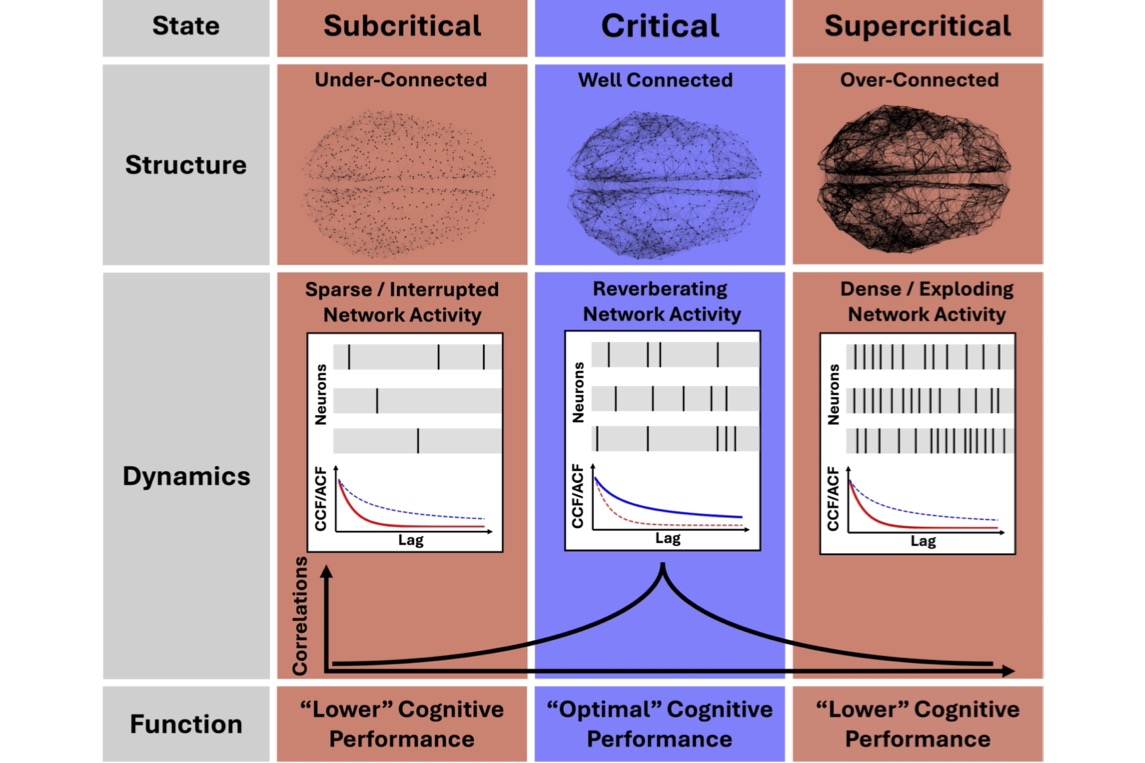 State
Subcritical
Critical
Supercritical
Structure
Under-Connected
Well Connected
Over-Connected
Dynamics
Sparse / Interrupted
Network Activity
Neurons
CCF/ACF
Lag
Reverberating
Network Activity
Neurons
CCF/ACF
Lag
Dense / Exploding
Network Activity
Neurons
CCF/ACF
Lag
Correlations
Function
“Lower” Cognitive
Performance
“Optimal” Cognitive
Performance
“Lower” Cognitive
Performance